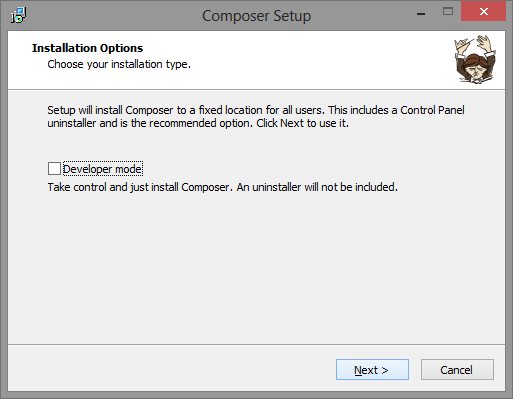 Composer Setup
Installation Options
Choose your installation type.
Setup will install Composer to a fixed location for all users. This includes a Control Panel
uninstaller and is the recommended option. Click Next to use it.
Developer mode
Take control and just install Composer. An uninstaller will not be included.
Next >
Cancel